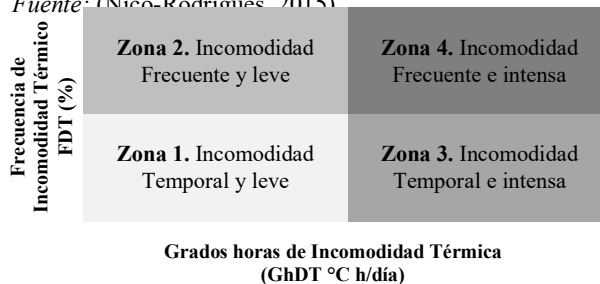 Fuente: (Nico-Rodrigues, 2015)
Frecuencia de
Incomodidad Térmico
FDT (%)
Zona 2. Incomodidad
Frecuente y leve
Zona 4. Incomodidad
Frecuente e intensa
Zona 1. Incomodidad
Temporal y leve
Zona 3. Incomodidad
Temporal e intensa
Grados horas de Incomodidad Térmica
(GhDT °C h/día)